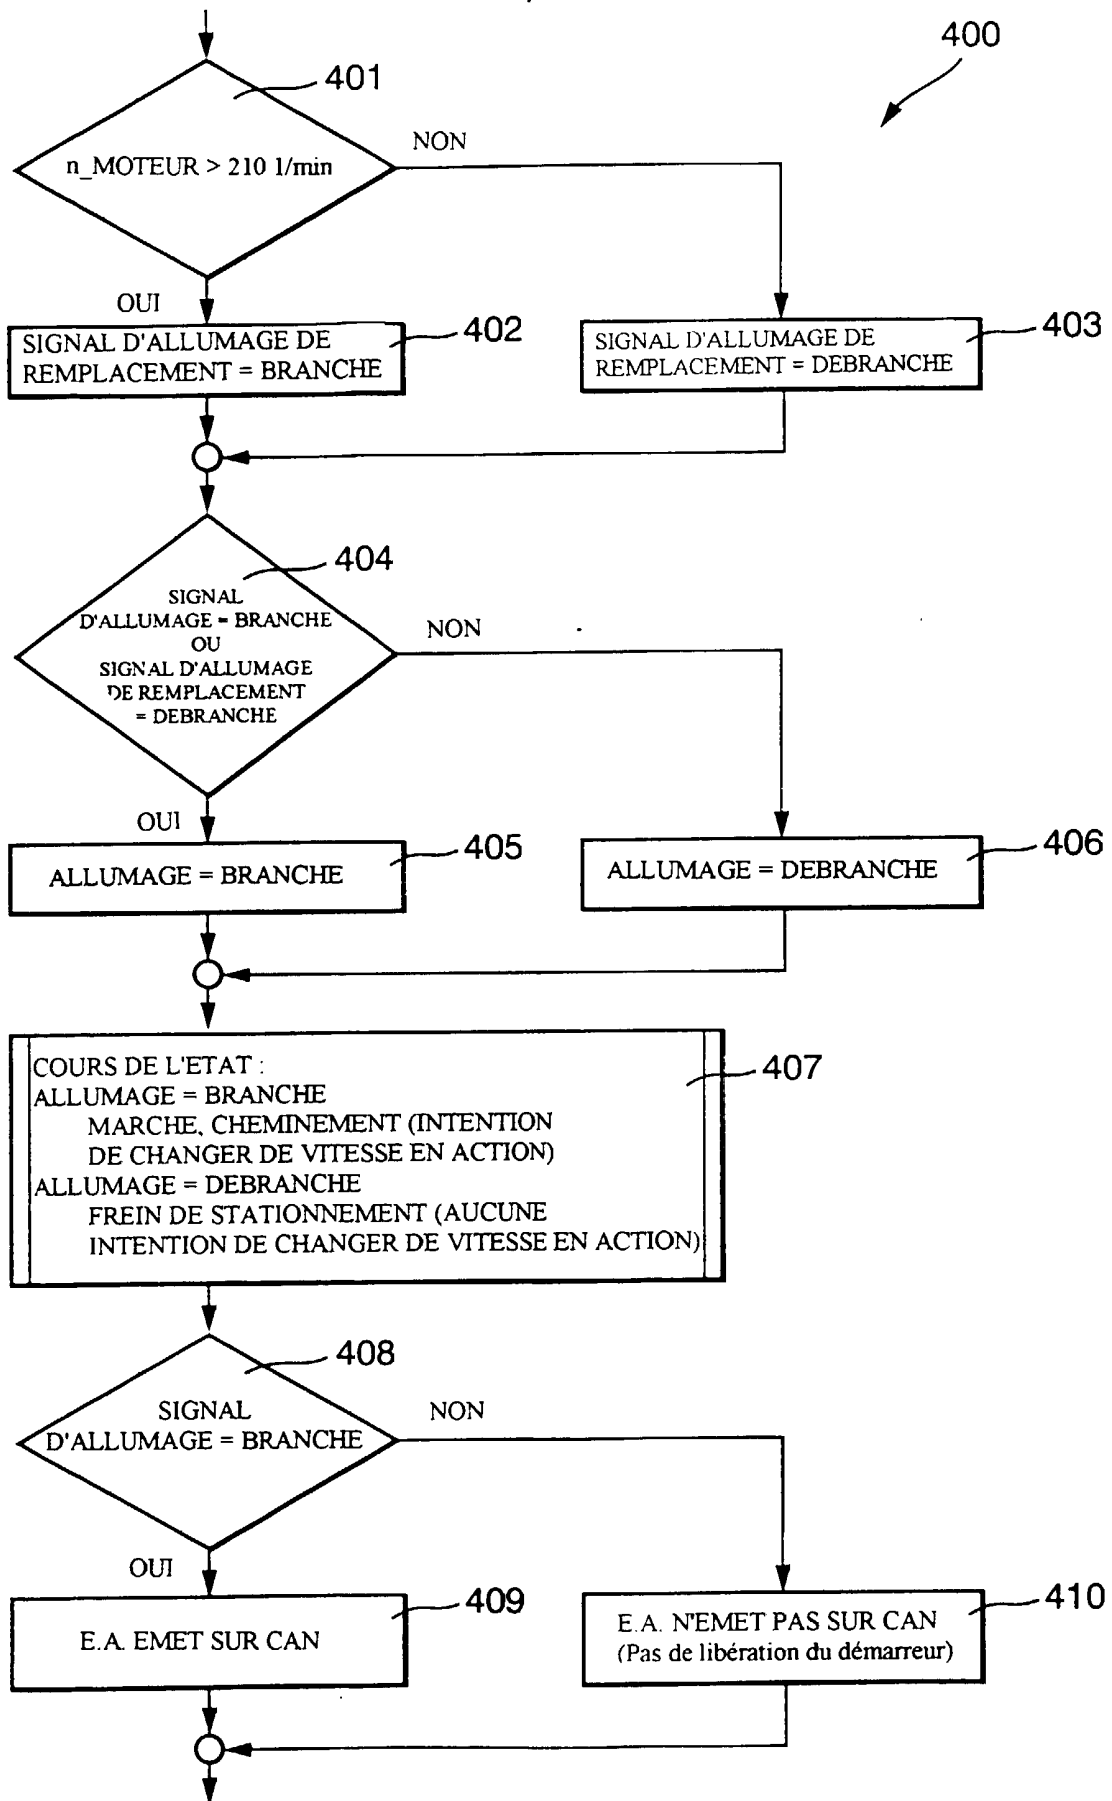 400
401
n_MOTEUR > 210 1/min
NON
OUI
SIGNAL D'ALLUMAGE DE
REMPLACEMENT = BRANCHE
402
SIGNAL D'ALLUMAGE DE
REMPLACEMENT = DEBRANCHE
403
404
SIGNAL
D'ALLUMAGE = BRANCHE
OU
SIGNAL D'ALLUMAGE
DE REMPLACEMENT
= DEBRANCHE
NON
OUI
ALLUMAGE = BRANCHE
405
ALLUMAGE = DEBRANCHE
406
COURS DE L'ETAT :
ALLUMAGE = BRANCHE
MARCHE, CHEMINEMENT (INTENTION
DE CHANGER DE VITESSE EN ACTION)
ALLUMAGE = DEBRANCHE
FREIN DE STATIONNEMENT (AUCUNE
INTENTION DE CHANGER DE VITESSE EN ACTION)
407
408
SIGNAL
D'ALLUMAGE = BRANCHE
NON
OUI
E.A. EMET SUR CAN
409
E.A. N'EMET PAS SUR CAN
(Pas de libération du démarreur)
410